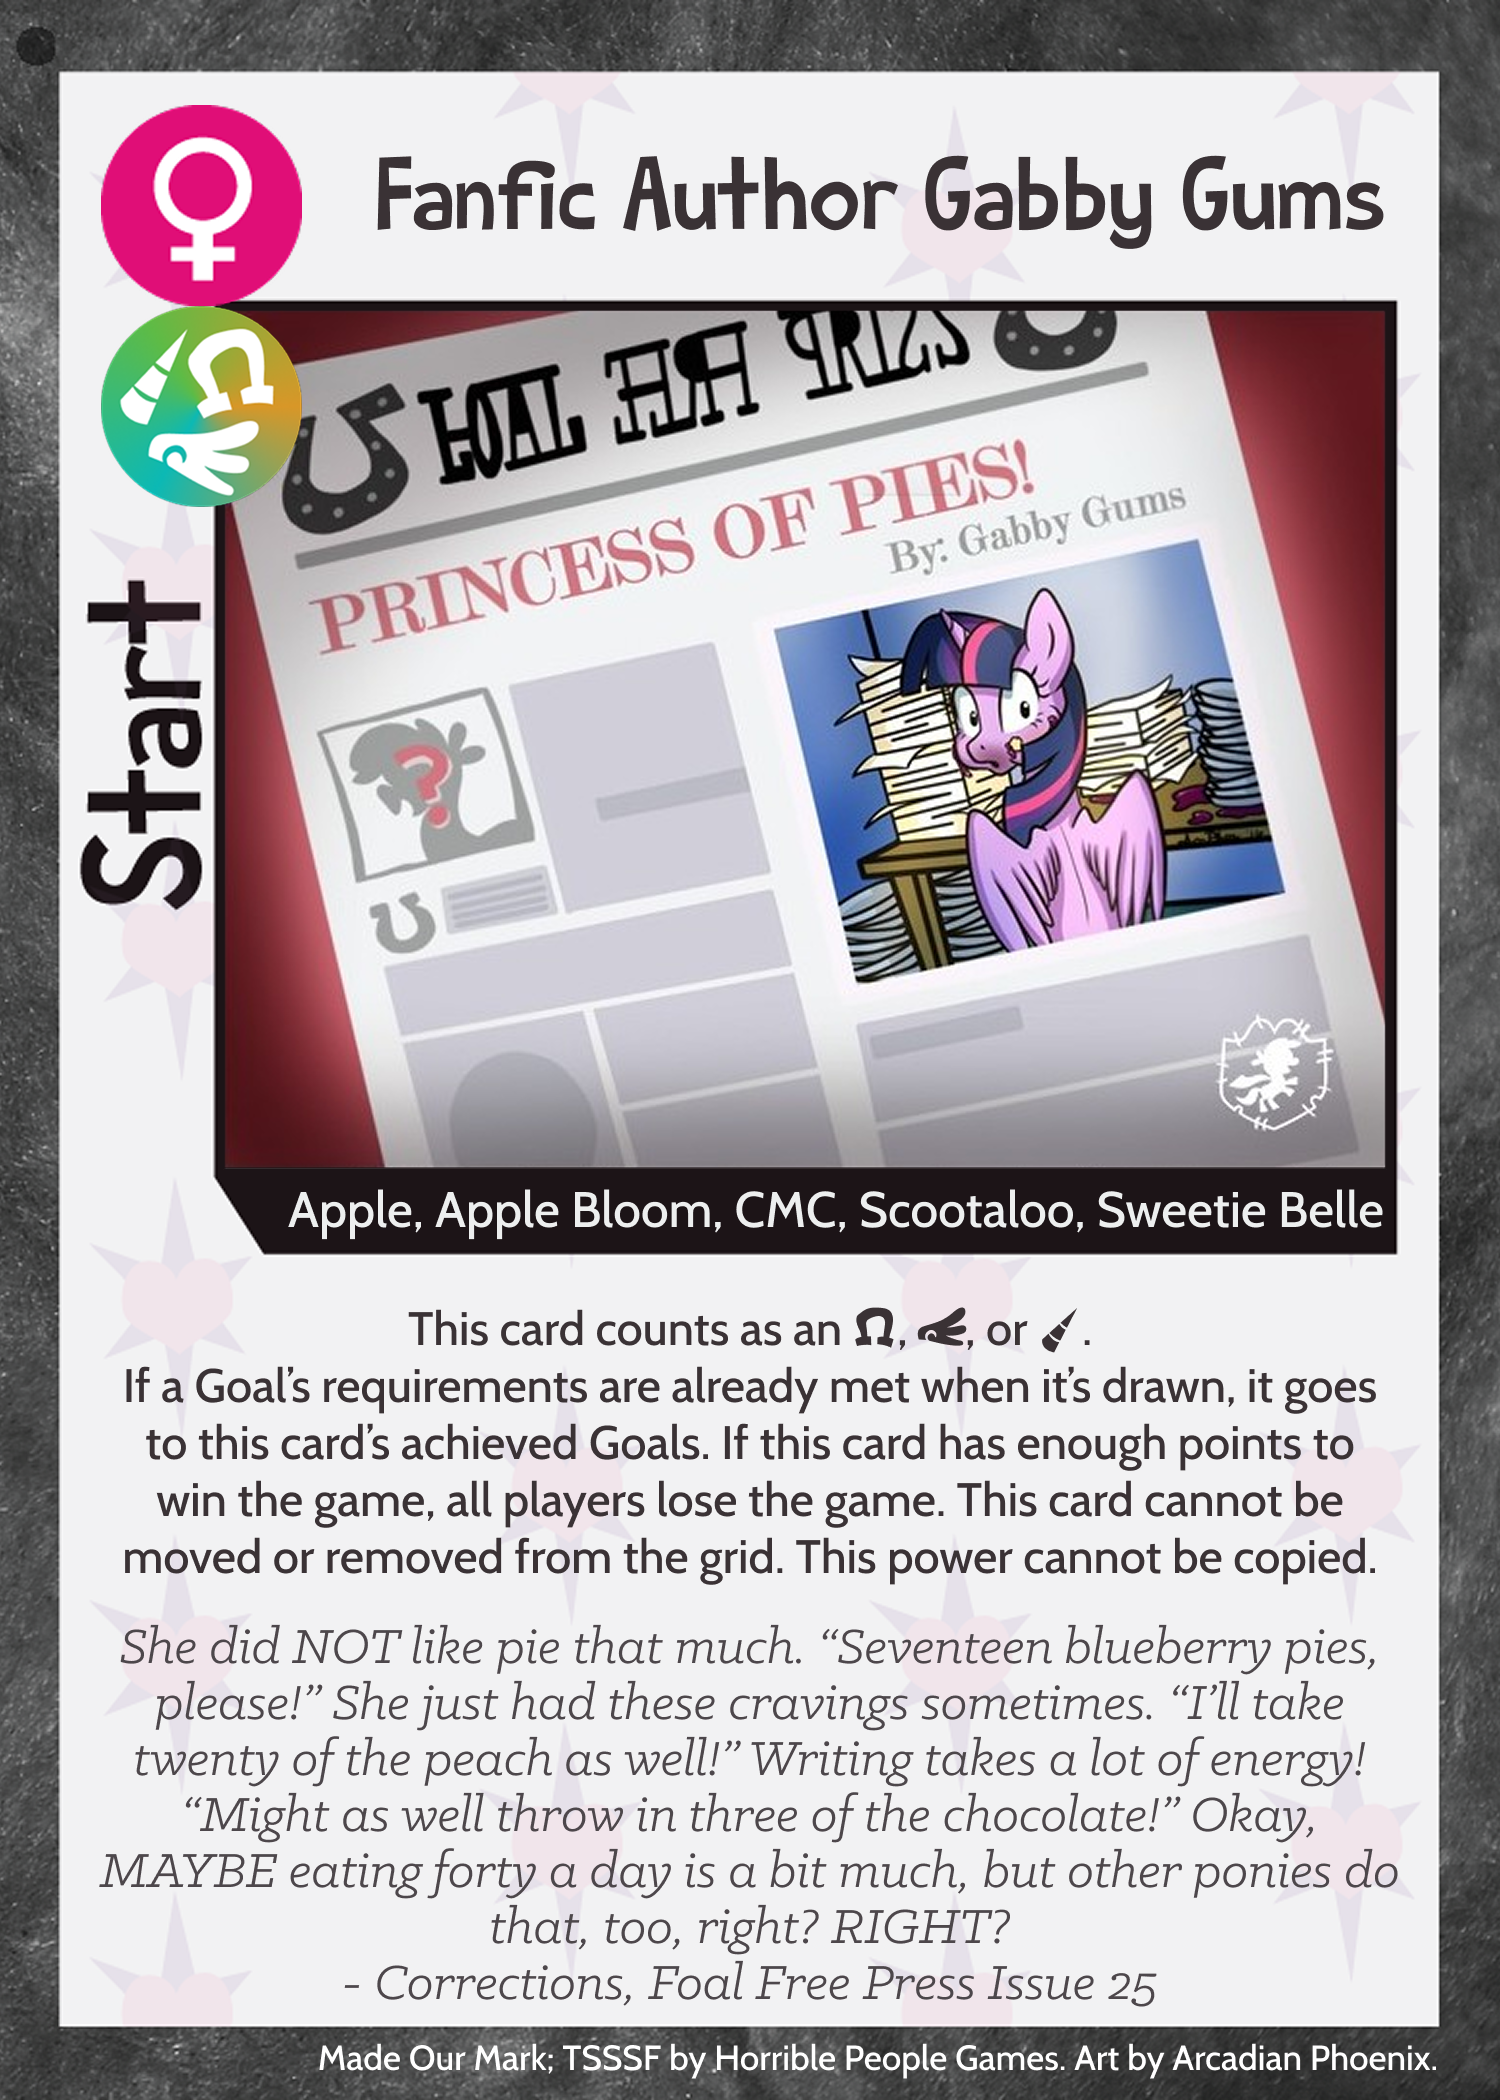 Fanfic Author Gabby Gums
Start
PRINCESS OF PIES!
By: Gabby Gums
?
Apple, Apple Bloom, CMC, Scootaloo, Sweetie Belle
This card counts as an , , or .
If a Goal’s requirements are already met when it’s drawn, it goes
to this card’s achieved Goals. If this card has enough points to
win the game, all players lose the game. This card cannot be
moved or removed from the grid. This power cannot be copied.
She did NOT like pie that much. “Seventeen blueberry pies,
please!” She just had these cravings sometimes. “I’ll take
twenty of the peach as well!” Writing takes a lot of energy!
“Might as well throw in three of the chocolate!” Okay,
MAYBE eating forty a day is a bit much, but other ponies do
that, too, right? RIGHT?
- Corrections, Foal Free Press Issue 25
Made Our Mark; TSSSF by Horrible People Games. Art by Arcadian Phoenix.